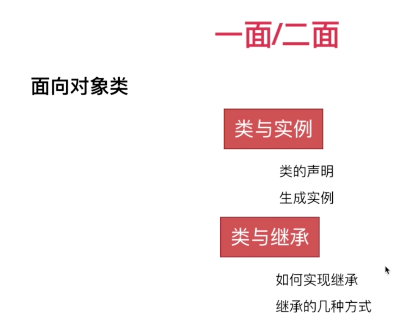 一面/二面
面向对象类
类与实例
类的声明
生成实例
类与继承
如何实现继承
继承的几种方式